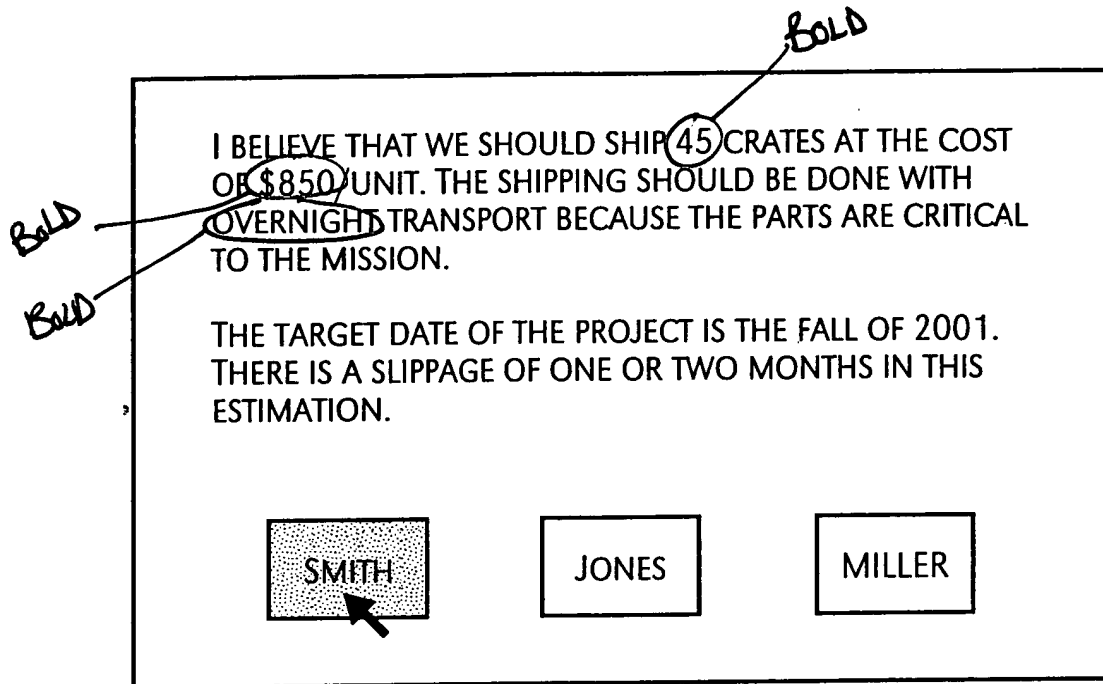 BOLD
I BELIEVE THAT WE SHOULD SHIP 45 CRATES AT THE COST
OF $850/UNIT. THE SHIPPING SHOULD BE DONE WITH
BOLD
OVERNIGHT TRANSPORT BECAUSE THE PARTS ARE CRITICAL
TO THE MISSION.
BOLD
THE TARGET DATE OF THE PROJECT IS THE FALL OF 2001.
THERE IS A SLIPPAGE OF ONE OR TWO MONTHS IN THIS
ESTIMATION.
SMITH
JONES
MILLER